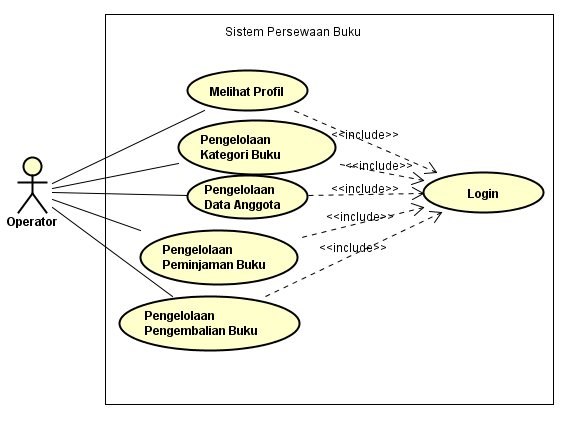 Sistem Persewaan Buku
Melihat Profil
<<include>>
Pengelolaan
Kategori Buku
<<include>>
Pengelolaan
Data Anggota
<<include>>
Login
Operator
<<include>>
Pengelolaan
Peminjaman Buku
<<include>>
Pengelolaan
Pengembalian Buku